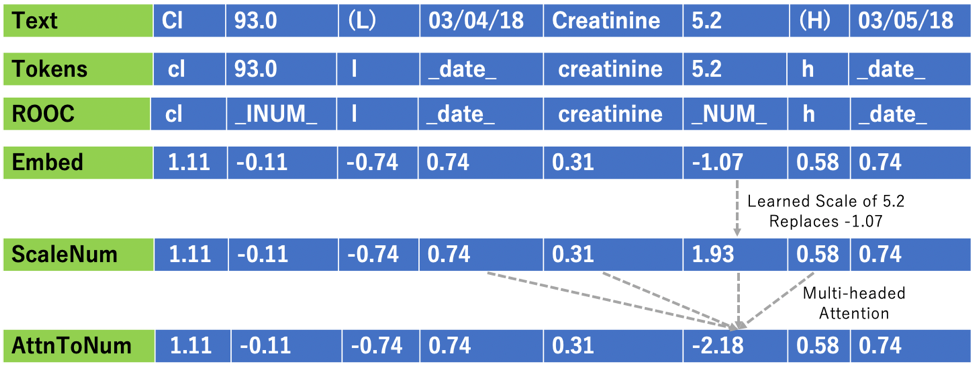 Text Cl 93.0 (L) 03/04/18 Creatinine 5.2 (H) 03/05/18
Tokens cl 93.0 l _date_ creatinine 5.2 h _date_
ROOC cl _INUM_ l _date_ creatinine _NUM_ h _date_
Embed 1.11 -0.11 -0.74 0.74 0.31 -1.07 0.58 0.74
Learned Scale of 5.2
Replaces -1.07
ScaleNum 1.11 -0.11 -0.74 0.74 0.31 1.93 0.58 0.74
Multi-headed
Attention
AttnToNum 1.11 -0.11 -0.74 0.74 0.31 -2.18 0.58 0.74